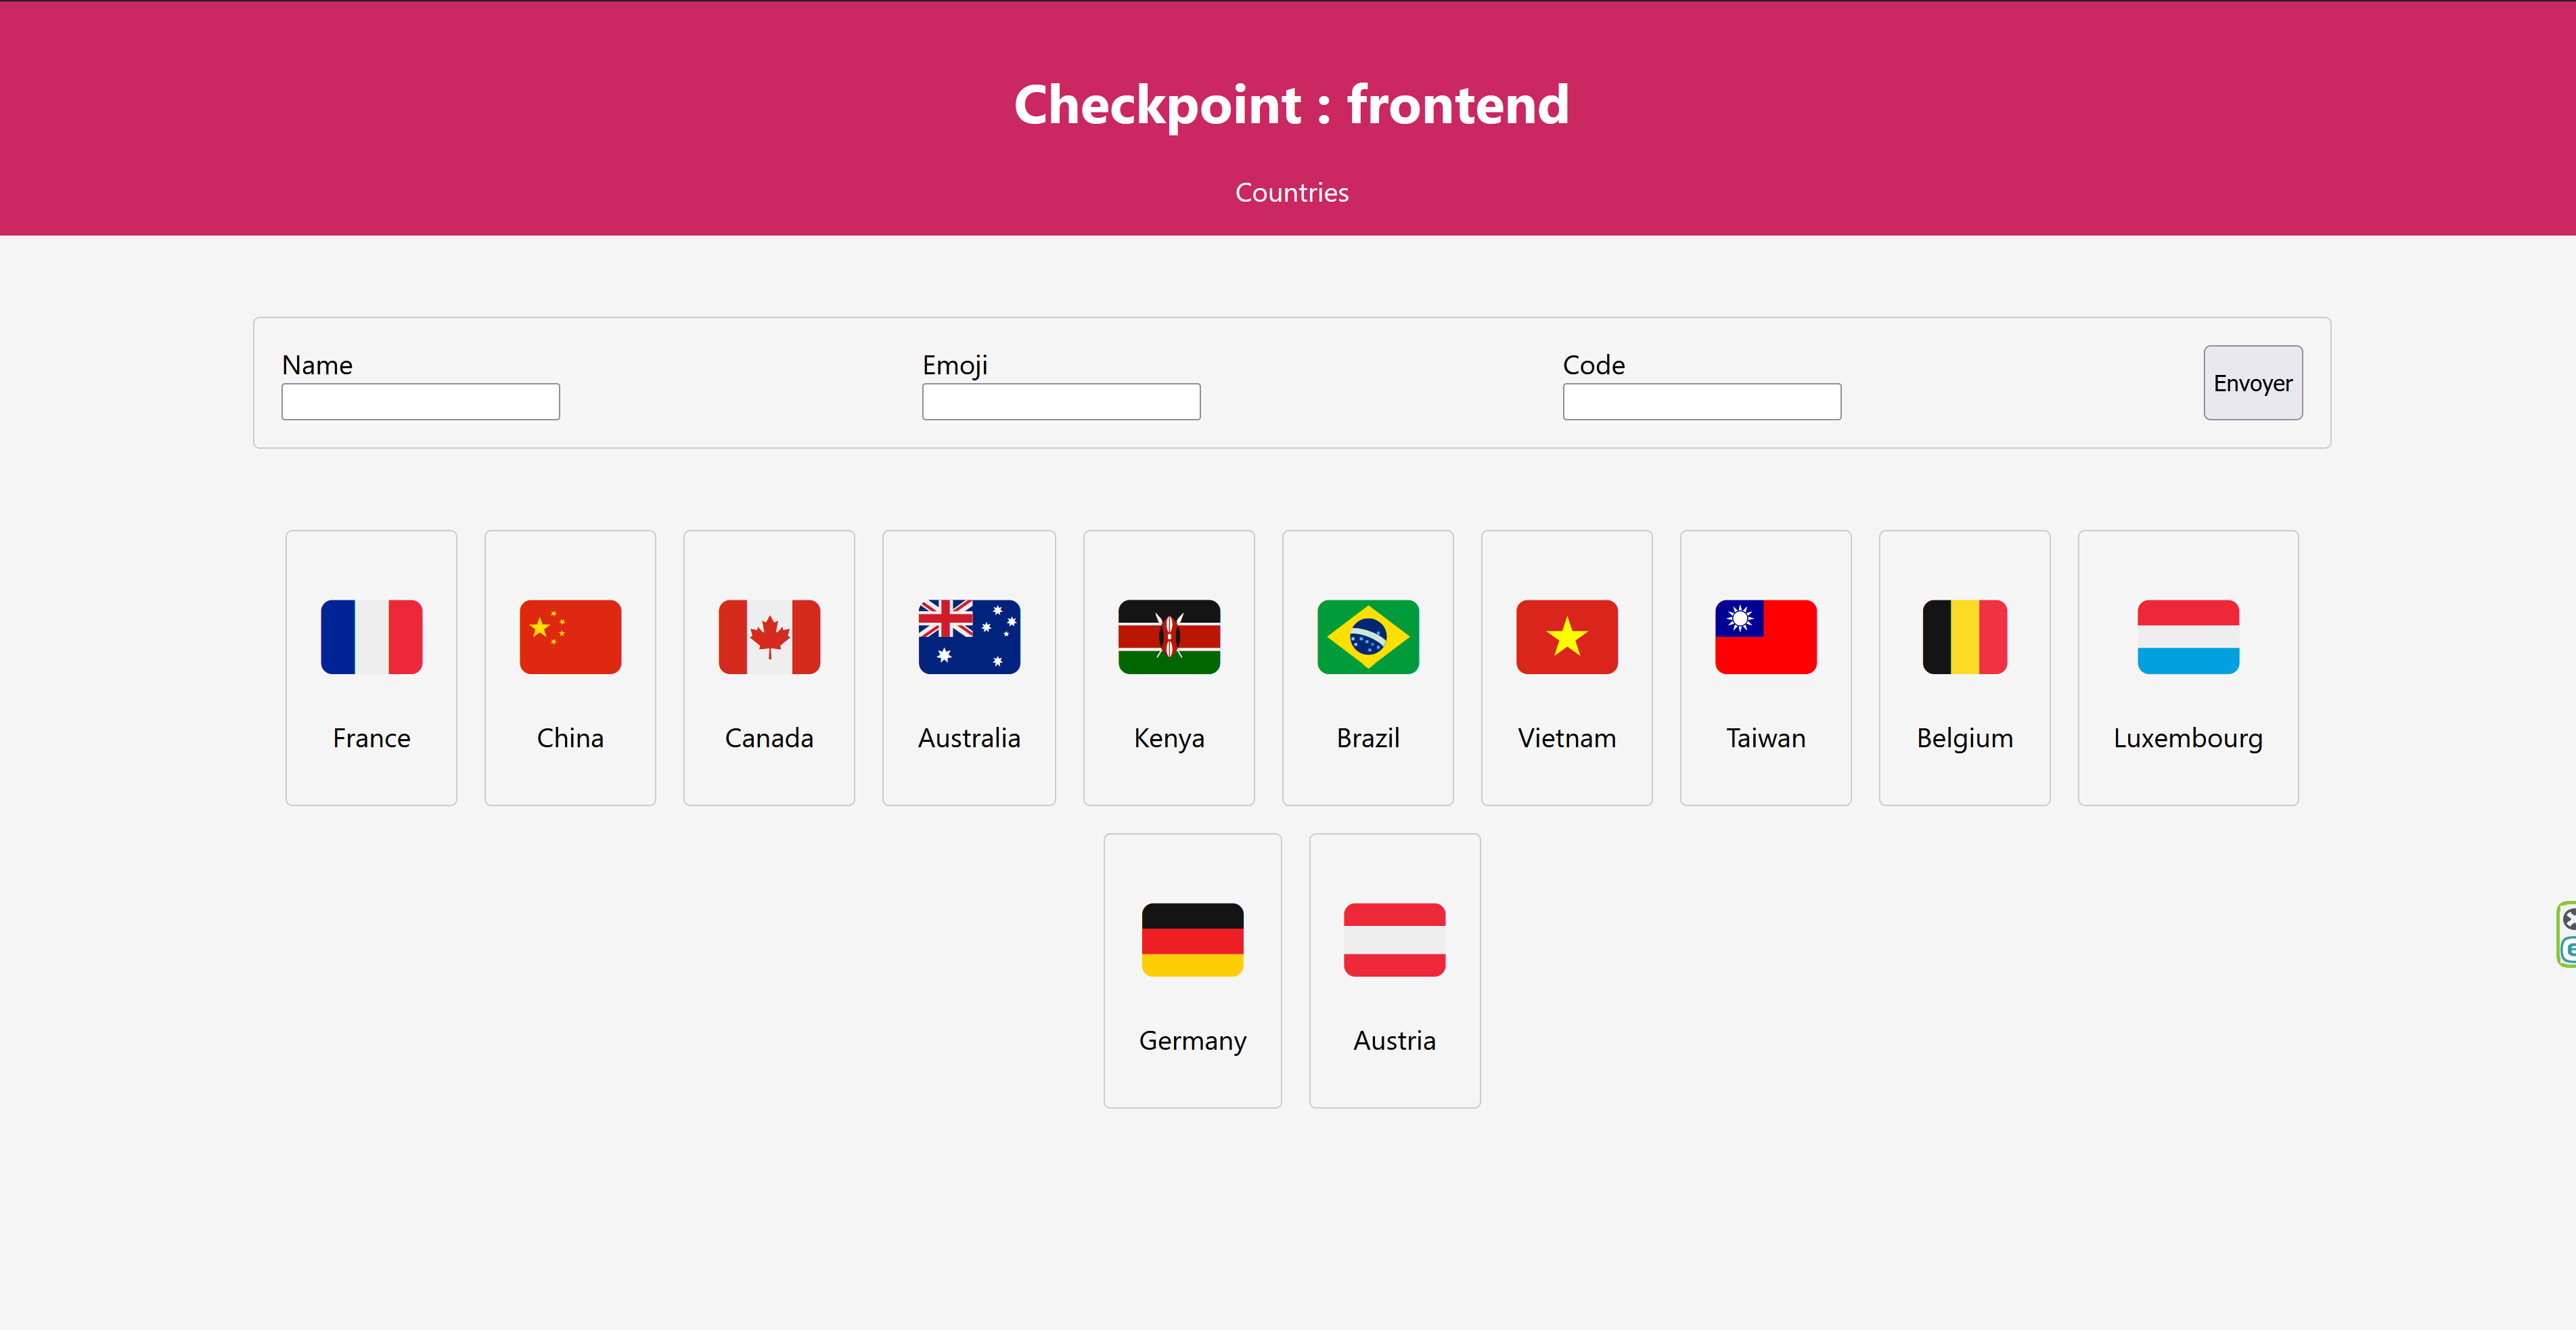 Checkpoint : frontend
Countries
Name Emoji Code Envoyer
France China Canada Australia Kenya Brazil Vietnam Taiwan Belgium Luxembourg
Germany Austria